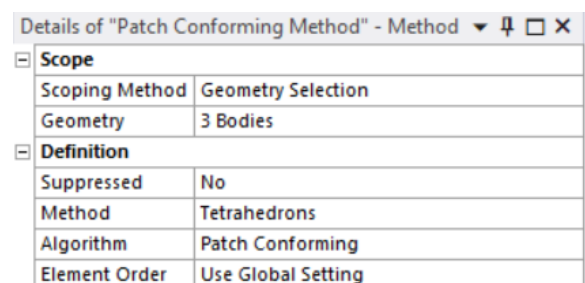 Details of "Patch Conforming Method" - Method
Scope
Scoping Method Geometry Selection
Geometry 3 Bodies
Definition
Suppressed No
Method Tetrahedrons
Algorithm Patch Conforming
Element Order Use Global Setting